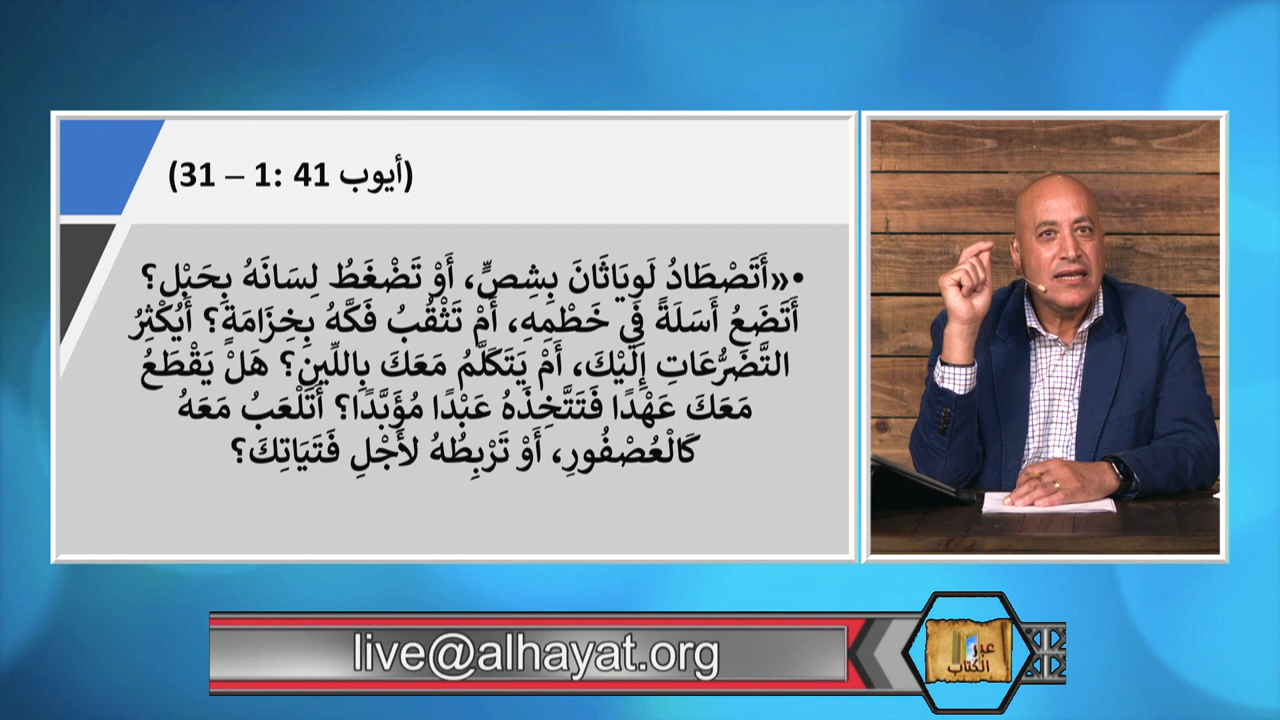 (أيوب 41 :1 – 31)
•«أَتَصْطَادُ لَوِيَاثَانَ بِشِصٍّ، أَوْ تَضْغَطُ لِسَانَهُ بِحَبْل؟
أَتَضَعُ أَسَلَةً فِي خَطْمِهِ، أَمْ تَثْقُبُ فَكَّهُ بِخِزَامَةٍ؟ أَيُكْثِرُ
التَّضَرُّعَاتِ إِلَيْكَ، أَمْ يَتَكَلَّمُ مَعَكَ بِاللِّينِ؟ هَلْ يَقْطَعُ
مَعَكَ عَهْدًا فَتَتَّخِذَهُ عَبْدًا مُؤَبَّدًا؟ أَتَلْعَبُ مَعَهُ
كَالْعُصْفُورِ، أَوْ تَرْبِطُهُ لأَجْلِ فَتَيَاتِكَ؟
live@alhayat.org
عبر
الكتاب